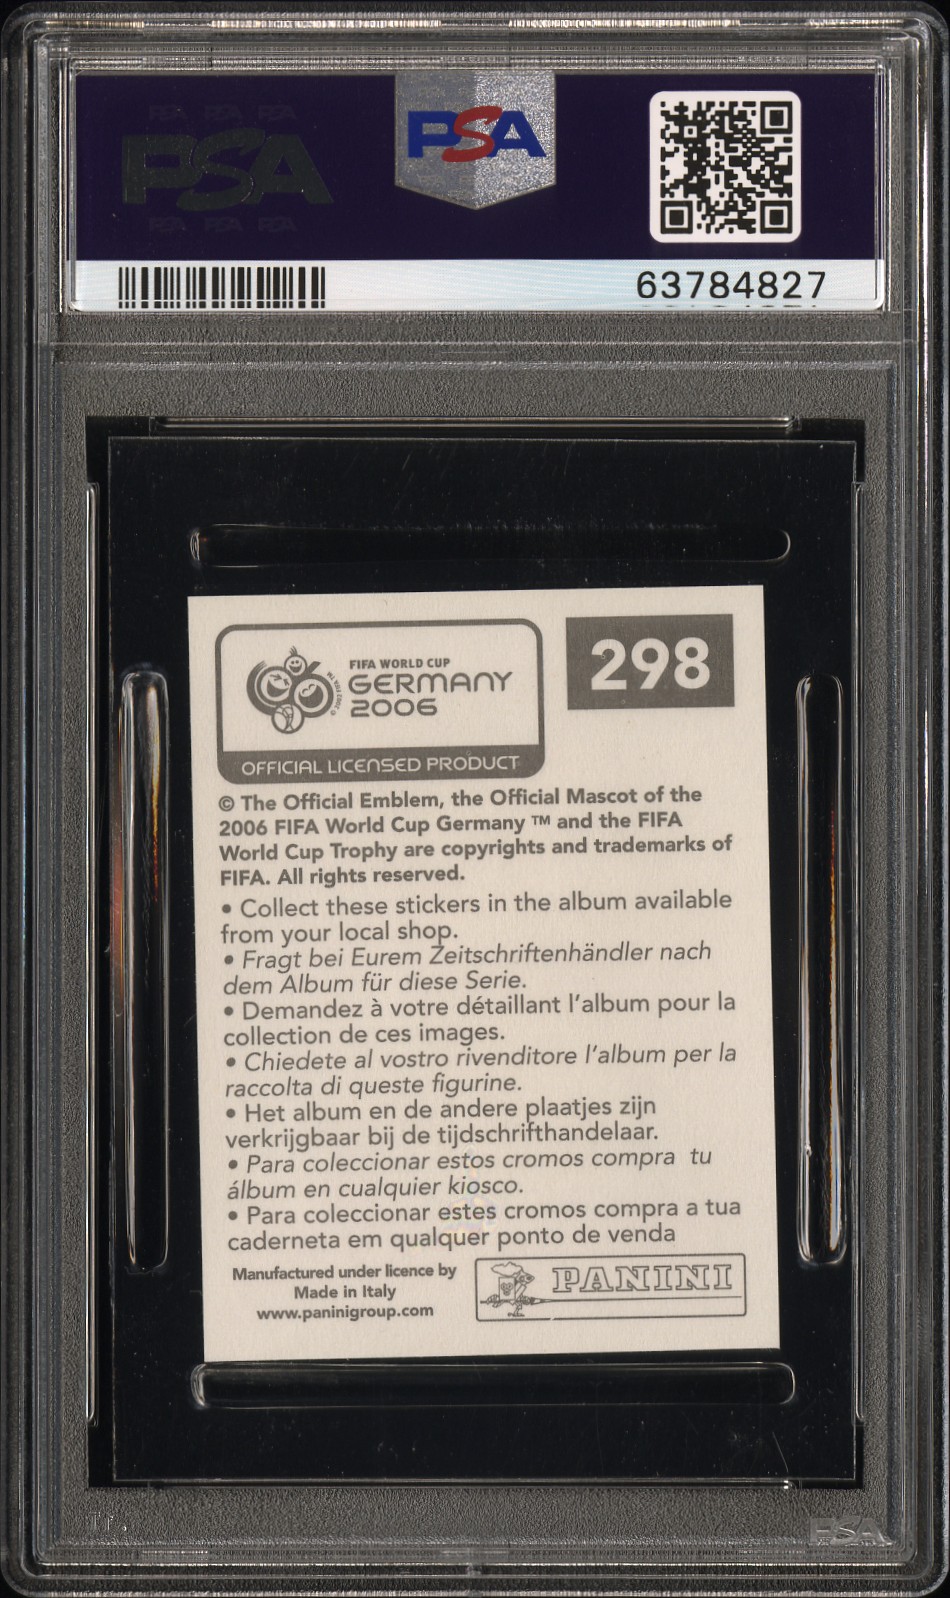 PSA PSA PSA
PSA
PSA PSA PSA
PSA
63784827
FIFA WORLD CUP
GERMANY
2006
OFFICIAL LICENSED PRODUCT
298
© The Official Emblem, the Official Mascot of the
2006 FIFA World Cup Germany ™ and the FIFA
World Cup Trophy are copyrights and trademarks of
FIFA. All rights reserved.
• Collect these stickers in the album available
from your local shop.
• Fragt bei Eurem Zeitschriftenhändler nach
dem Album für diese Serie.
• Demandez à votre détaillant l'album pour la
collection de ces images.
• Chiedete al vostro rivenditore l'album per la
raccolta di queste figurine.
• Het album en de andere plaatjes zijn
verkrijgbaar bij de tijdschrifthandelaar.
• Para coleccionar estos cromos compra tu
álbum en cualquier kiosco.
• Para coleccionar estes cromos compra a tua
caderneta em qualquer ponto de venda
Manufactured under licence by
Made in Italy
www.paninigroup.com
PANINI
PSA